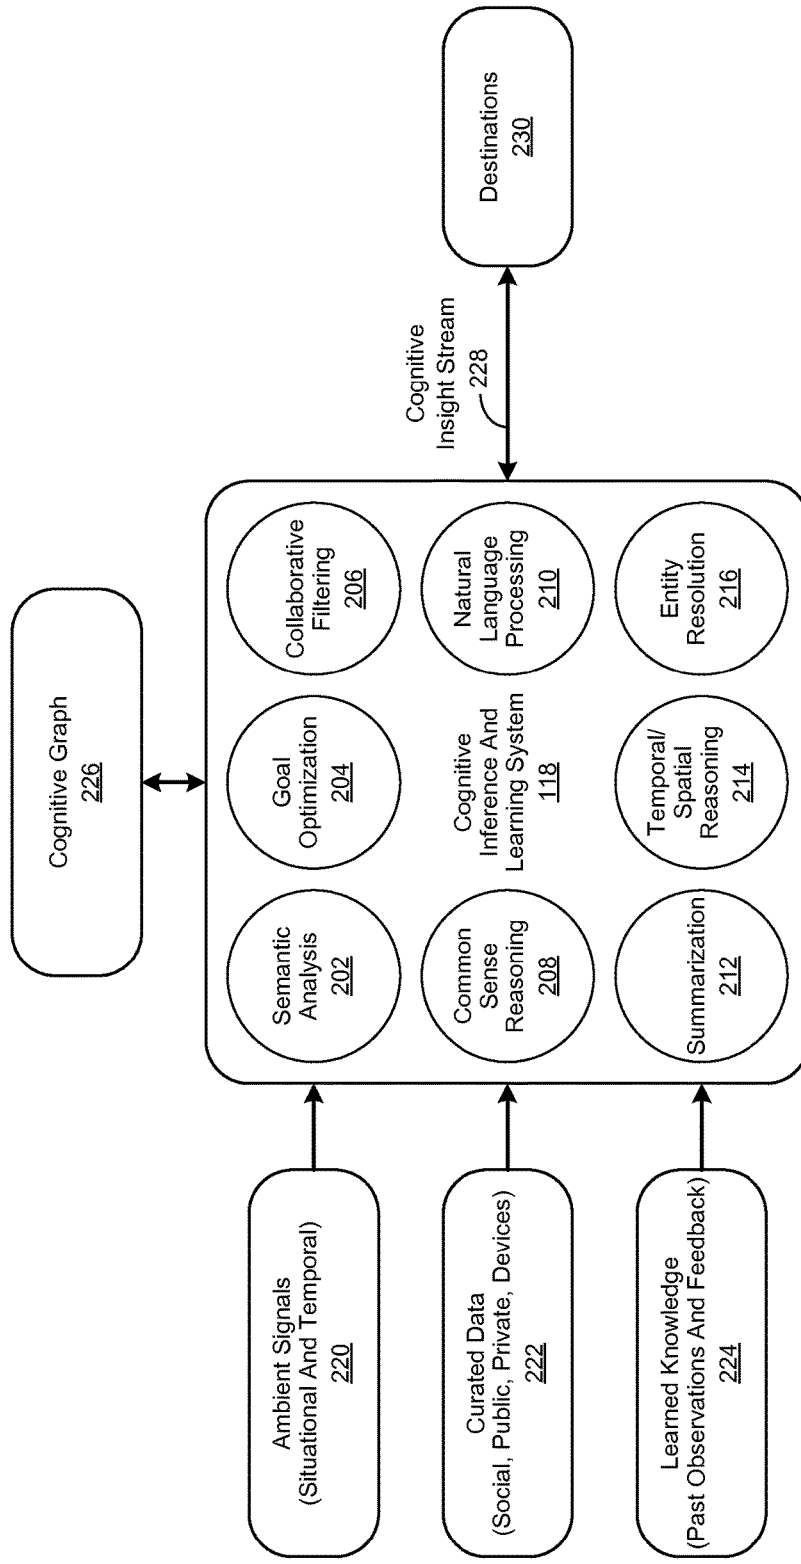 Cognitive Graph
226
Ambient Signals
(Situational And Temporal)
220
Curated Data
(Social, Public, Private, Devices)
222
Learned Knowledge
(Past Observations And Feedback)
224
Semantic
Analysis
202
Goal
Optimization
204
Collaborative
Filtering
206
Common
Sense
Reasoning
208
Cognitive
Inference And
Learning System
118
Natural
Language
Processing
210
Summarization
212
Temporal/
Spatial
Reasoning
214
Entity
Resolution
216
Cognitive
Insight Stream
228
Destinations
230